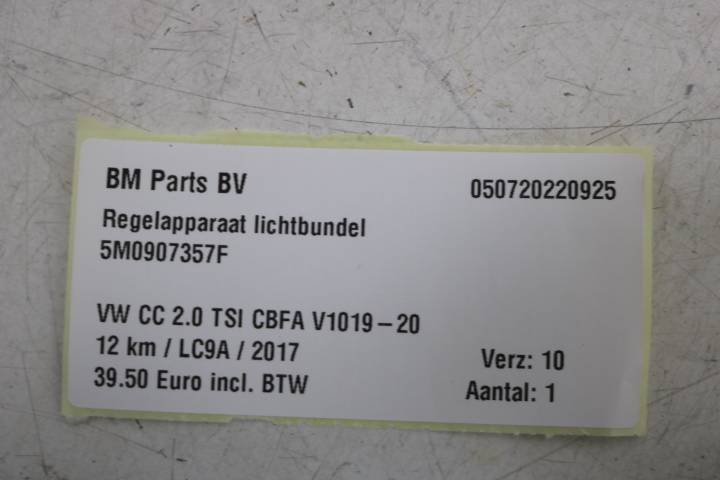 BM Parts BV 050720220925
Regelapparaat lichtbundel
5M0907357F
VW CC 2.0 TSI CBFA V1019-20
12 km / LC9A / 2017 Verz: 10
39.50 Euro incl. BTW Aantal: 1